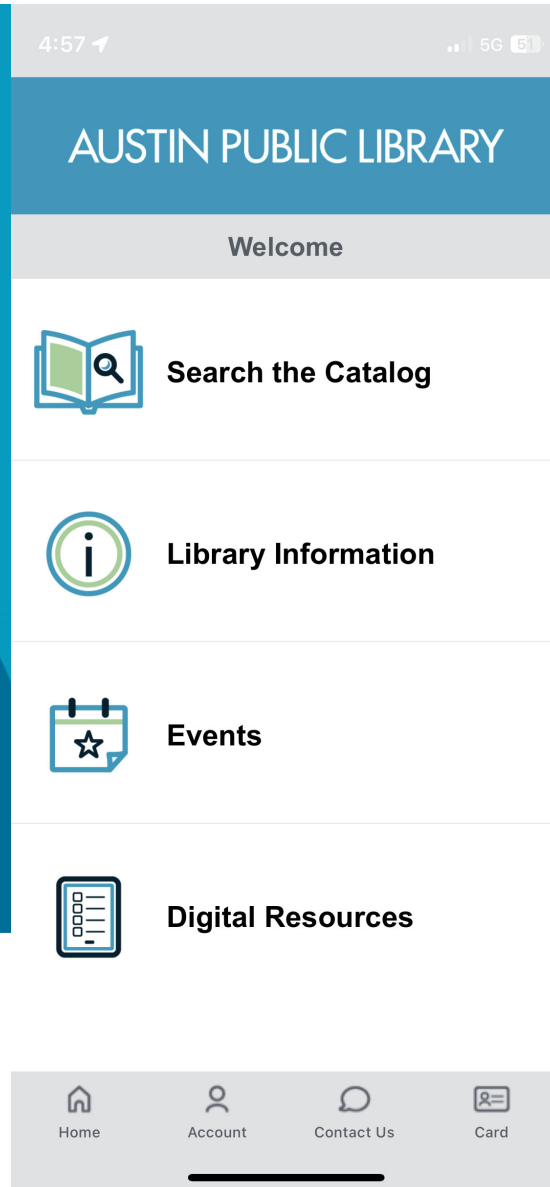 4:57 5G 51
AUSTIN PUBLIC LIBRARY
Welcome
Search the Catalog
Library Information
Events
Digital Resources
Home Account Contact Us Card